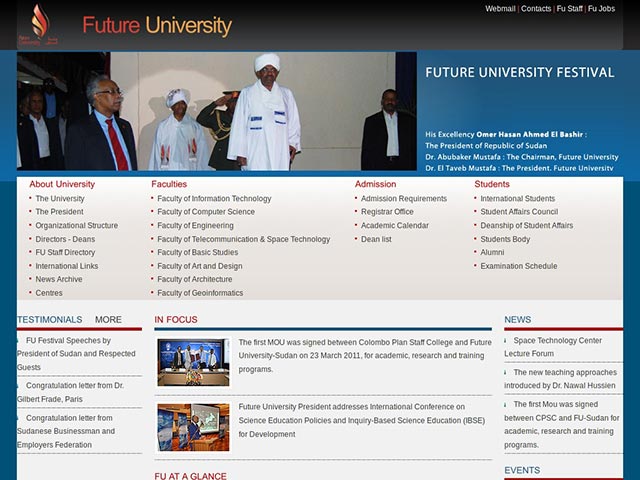 Webmail | Contacts | Fu Staff | Fu Jobs
Future University
FUTURE UNIVERSITY FESTIVAL
His Excellency Omer Hasan Ahmed El Bashir :
The President of Republic of Sudan
Dr. Abubaker Mustafa : The Chairman, Future University
Dr. El Tayeb Mustafa : The President. Future University
About University
The University
The President
Organizational Structure
Directors - Deans
FU Staff Directory
International Links
News Archive
Centres
Faculties
Faculty of Information Technology
Faculty of Computer Science
Faculty of Engineering
Faculty of Telecommunication & Space Technology
Faculty of Basic Studies
Faculty of Art and Design
Faculty of Architecture
Faculty of Geoinformatics
Admission
Admission Requirements
Registrar Office
Academic Calendar
Dean list
Students
International Students
Student Affairs Council
Deanship of Student Affairs
Students Body
Alumni
Examination Schedule
TESTIMONIALS MORE
FU Festival Speeches by
President of Sudan and Respected
Guests
Congratulation letter from Dr.
Gilbert Frade, Paris
Congratulation letter from
Sudanese Businessman and
Employers Federation
IN FOCUS
The first MOU was signed between Colombo Plan Staff College and Future
University-Sudan on 23 March 2011, for academic, research and training
programs.
Future University President addresses International Conference on
Science Education Policies and Inquiry-Based Science Education (IBSE)
for Development
FU AT A GLANCE
NEWS
Space Technology Center
Lecture Forum
The new teaching approaches
introduced by Dr. Nawal Hussien
The first Mou was signed
between CPSC and FU-Sudan for
academic, research and training
programs.
EVENTS